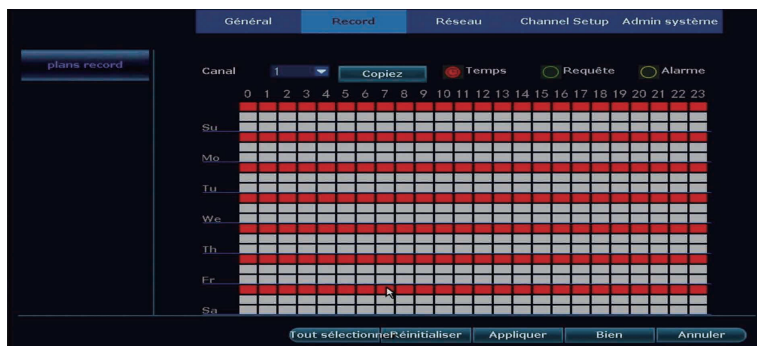 Général Record Réseau Channel Setup Admin système
plans record
Canal 1 Copiez Temps Requête Alarme
0 1 2 3 4 5 6 7 8 9 10 11 12 13 14 15 16 17 18 19 20 21 22 23
Su
Mo
Tu
We
Th
Fr
Sa
Tout sélectionner Réinitialiser Appliquer Bien Annuler